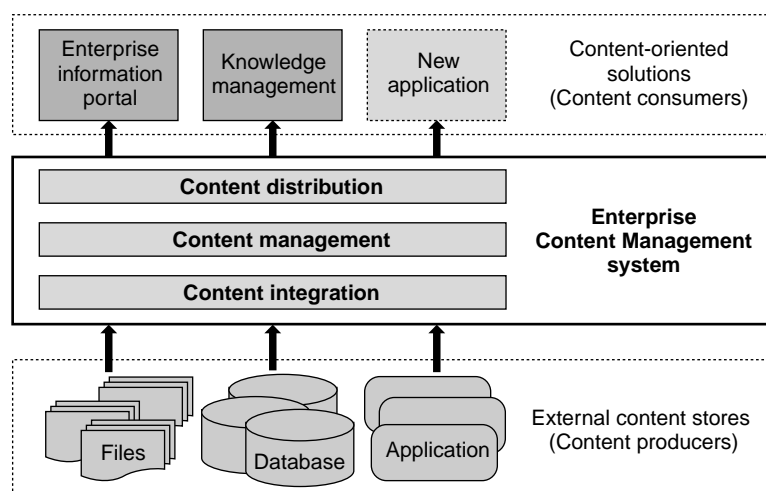 Enterprise
information
portal
Knowledge
management
New
application
Content-oriented
solutions
(Content consumers)
Content distribution
Content management
Content integration
Enterprise
Content Management
system
Files
Database
Application
External content stores
(Content producers)